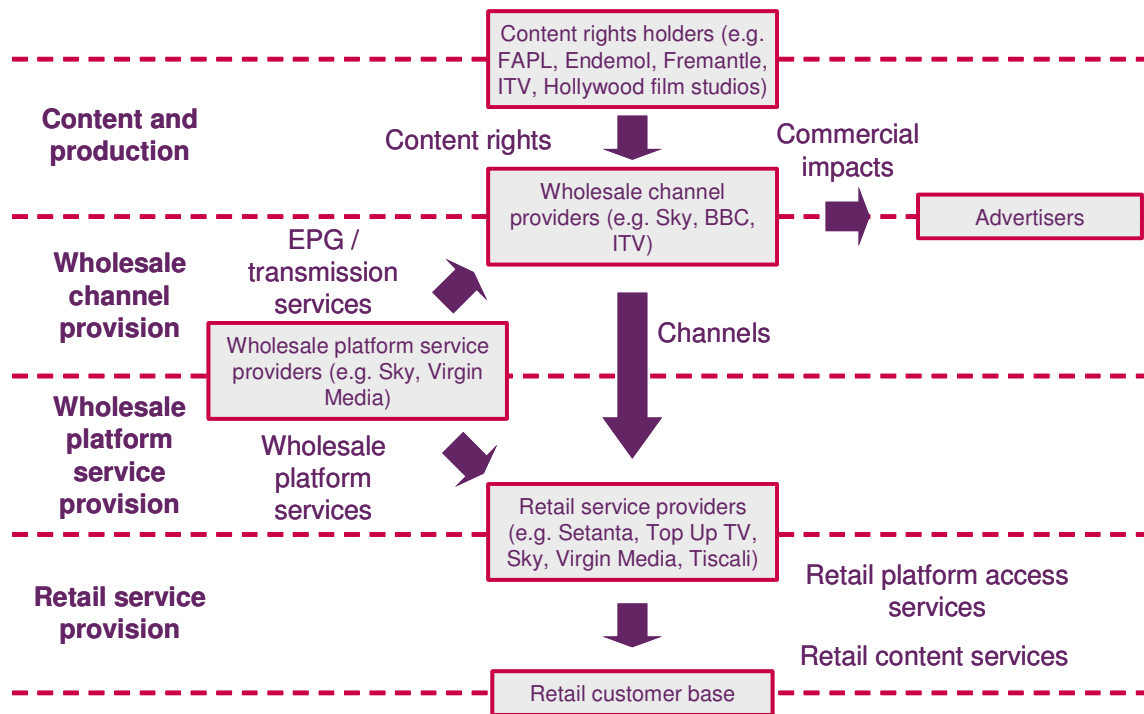 Content rights holders (e.g.
FAPL, Endemol, Fremantle,
ITV, Hollywood film studios)
Content and
production
Content rights
Commercial
impacts
Wholesale channel
providers (e.g. Sky, BBC,
ITV)
Advertisers
EPG /
transmission
services
Wholesale
channel
provision
Channels
Wholesale platform service
providers (e.g. Sky, Virgin
Media)
Wholesale
platform
service
provision
Wholesale
platform
services
Retail service providers
(e.g. Setanta, Top Up TV,
Sky, Virgin Media, Tiscali)
Retail service
provision
Retail platform access
services
Retail content services
Retail customer base